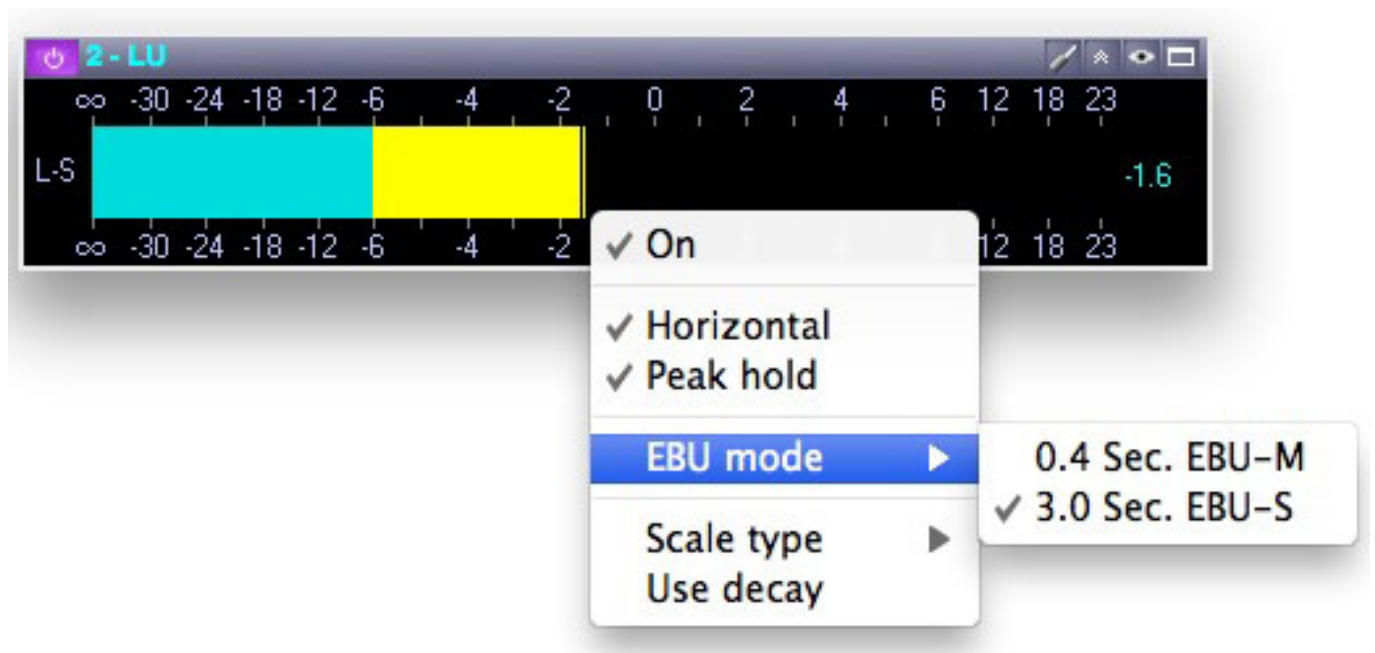 2 - LU
∞ -30 -24 -18 -12 -6 -4 -2 0 2 4 6 12 18 23
L-S
-1.6
∞ -30 -24 -18 -12 -6 -4 -2 12 18 23
On
Horizontal
Peak hold
EBU mode
0.4 Sec. EBU-M
3.0 Sec. EBU-S
Scale type
Use decay